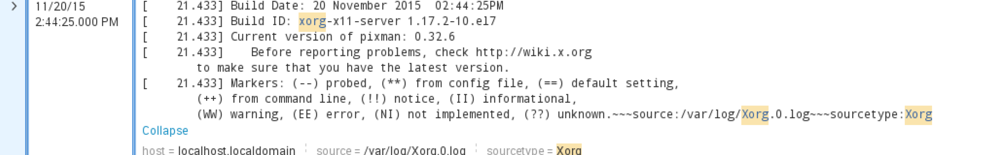 > 11/20/15
2:44:25.000 PM
[    21.433] Build Date: 20 November 2015  02:44:25PM
[    21.433] Build ID: xorg-x11-server 1.17.2-10.el7
[    21.433] Current version of pixman: 0.32.6
[    21.433]    Before reporting problems, check http://wiki.x.org
        to make sure that you have the latest version.
[    21.433] Markers: (--) probed, (**) from config file, (==) default setting,
        (++) from command line, (!!) notice, (II) informational,
        (WW) warning, (EE) error, (NI) not implemented, (??) unknown.~~~source:/var/log/Xorg.0.log~~~sourcetype:Xorg
Collapse
host = localhost.localdomain ¦ source = /var/log/Xorg.0.log ¦ sourcetype = Xorg